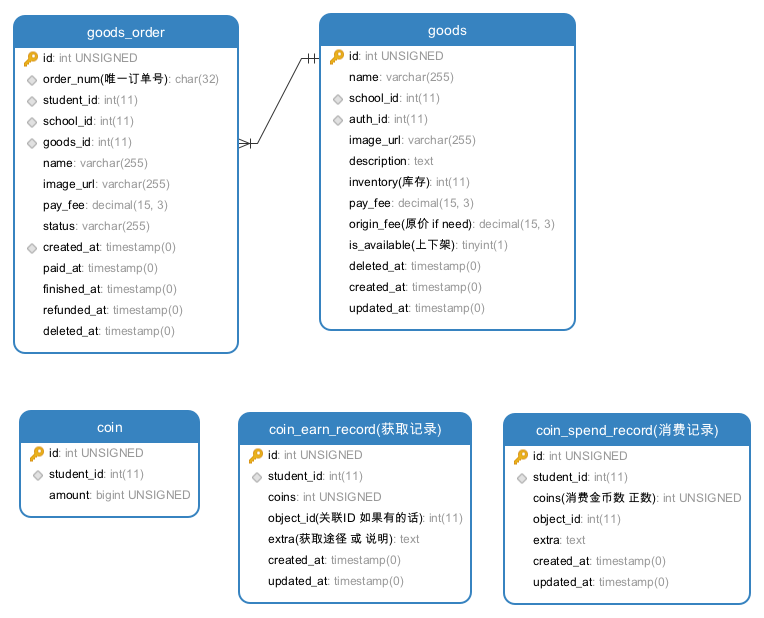 goods_order
id: int UNSIGNED
order_num(唯一订单号): char(32)
student_id: int(11)
school_id: int(11)
goods_id: int(11)
name: varchar(255)
image_url: varchar(255)
pay_fee: decimal(15, 3)
status: varchar(255)
created_at: timestamp(0)
paid_at: timestamp(0)
finished_at: timestamp(0)
refunded_at: timestamp(0)
deleted_at: timestamp(0)
goods
id: int UNSIGNED
name: varchar(255)
school_id: int(11)
auth_id: int(11)
image_url: varchar(255)
description: text
inventory(库存): int(11)
pay_fee: decimal(15, 3)
origin_fee(原价 if need): decimal(15, 3)
is_available(上下架): tinyint(1)
deleted_at: timestamp(0)
created_at: timestamp(0)
updated_at: timestamp(0)
coin
id: int UNSIGNED
student_id: int(11)
amount: bigint UNSIGNED
coin_earn_record(获取记录)
id: int UNSIGNED
student_id: int(11)
coins: int UNSIGNED
object_id(关联ID 如果有的话): int(11)
extra(获取途径 或 说明): text
created_at: timestamp(0)
updated_at: timestamp(0)
coin_spend_record(消费记录)
id: int UNSIGNED
student_id: int(11)
coins(消费金币数 正数): int UNSIGNED
object_id: int(11)
extra: text
created_at: timestamp(0)
updated_at: timestamp(0)